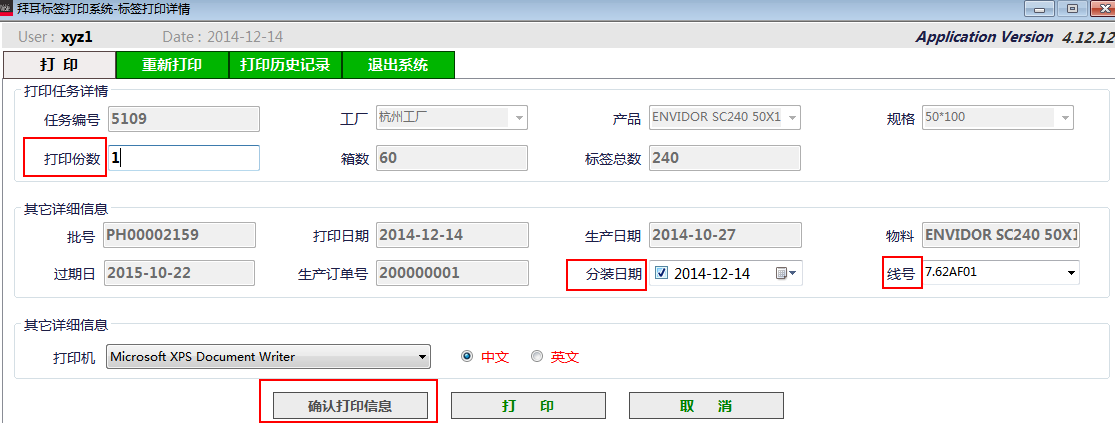 拜耳标签打印系统-标签打印详情
User : xyz1 Date : 2014-12-14 Application Version 4.12.12
打 印 重新打印 打印历史记录 退出系统
打印任务详情
任务编号 5109 工厂 杭州工厂 产品 ENVIDOR SC240 50X1 规格 50*100
打印份数 1 箱数 60 标签总数 240
其它详细信息
批号 PH00002159 打印日期 2014-12-14 生产日期 2014-10-27 物料 ENVIDOR SC240 50X1
过期日 2015-10-22 生产订单号 200000001 分装日期 2014-12-14 线号 7.62AF01
其它详细信息
打印机 Microsoft XPS Document Writer 中文 英文
确认打印信息 打 印 取 消